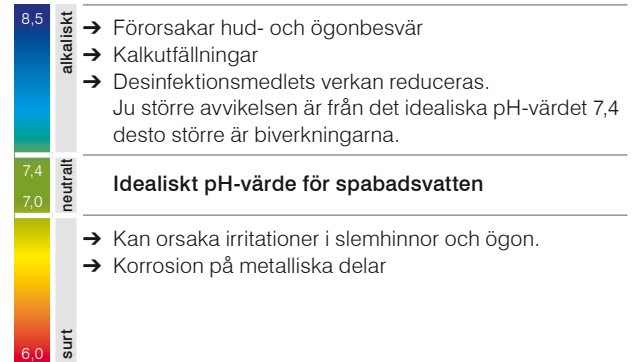 8,5
alkaliskt
➔ Förorsakar hud- och ögonbesvär
➔ Kalkutfällningar
➔ Desinfektionsmedlets verkan reduceras.
Ju större avvikelsen är från det idealiska pH-värdet 7,4
desto större är biverkningarna.
7,4
7,0
neutralt
Idealiskt pH-värde för spabadsvatten
➔ Kan orsaka irritationer i slemhinnor och ögon.
➔ Korrosion på metalliska delar
6,0
surt